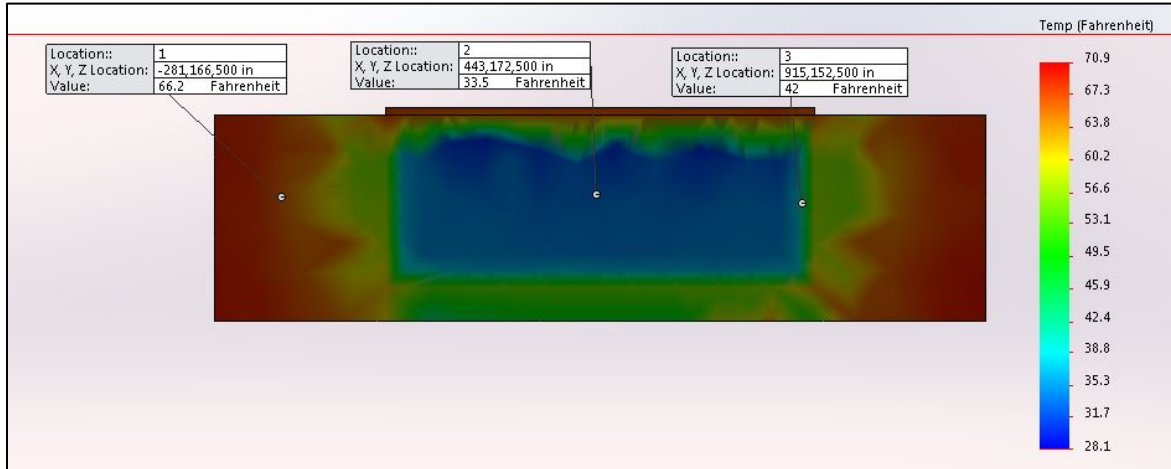 Temp (Fahrenheit)
Location:: 1
X, Y, Z Location: -281,166,500 in
Value: 66.2 Fahrenheit
Location:: 2
X, Y, Z Location: 443,172,500 in
Value: 33.5 Fahrenheit
Location:: 3
X, Y, Z Location: 915,152,500 in
Value: 42 Fahrenheit
70.9
67.3
63.8
60.2
56.6
53.1
49.5
45.9
42.4
38.8
35.3
31.7
28.1